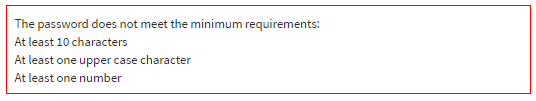 The password does not meet the minimum requirements:
At least 10 characters
At least one upper case character
At least one number